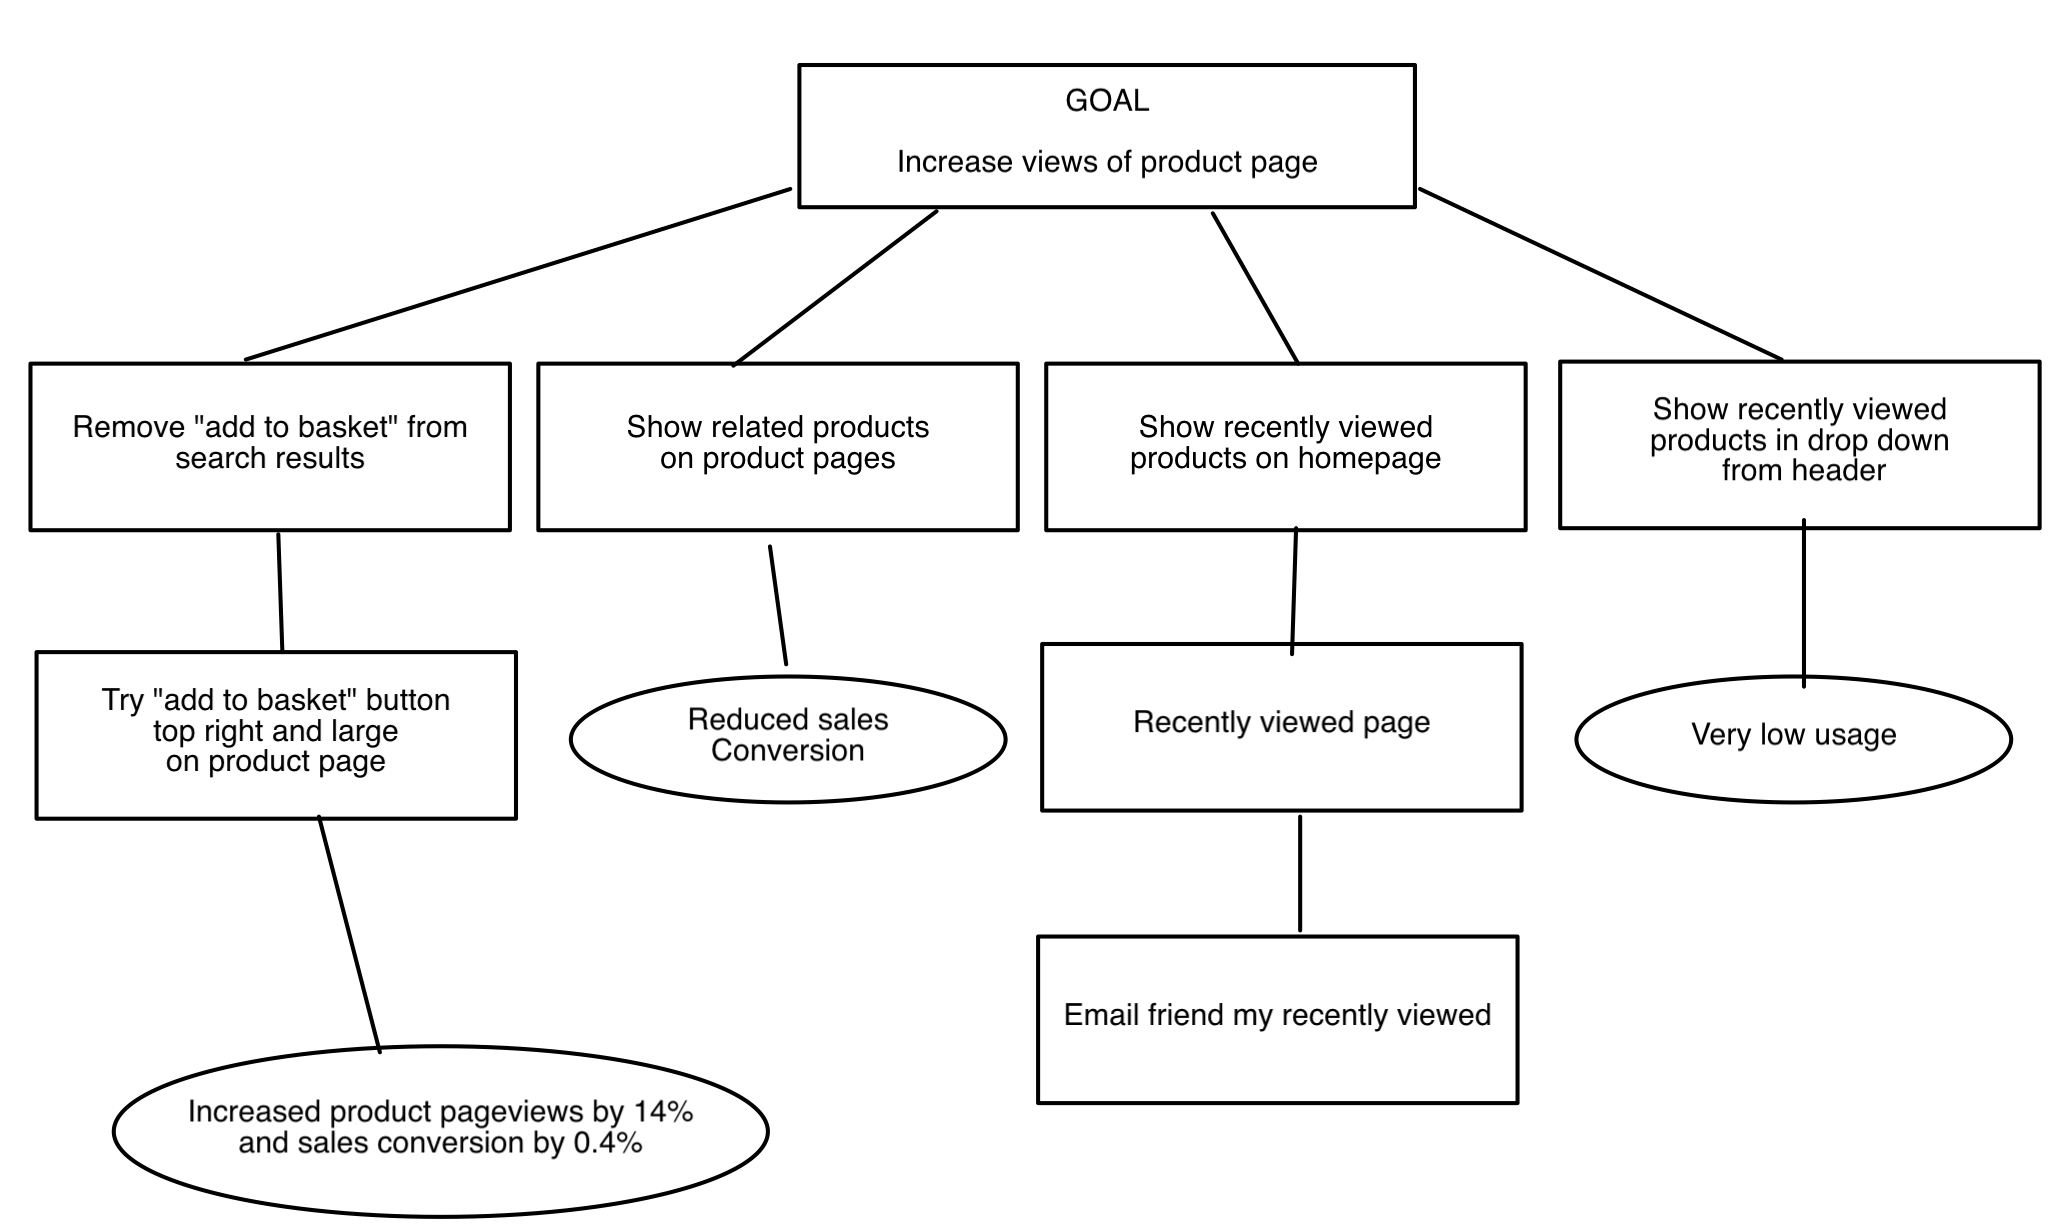 GOAL
Increase views of product page
Remove "add to basket" from
search results
Show related products
on product pages
Show recently viewed
products on homepage
Show recently viewed
products in drop down
from header
Try "add to basket" button
top right and large
on product page
Reduced sales
Conversion
Recently viewed page
Very low usage
Email friend my recently viewed
Increased product pageviews by 14%
and sales conversion by 0.4%